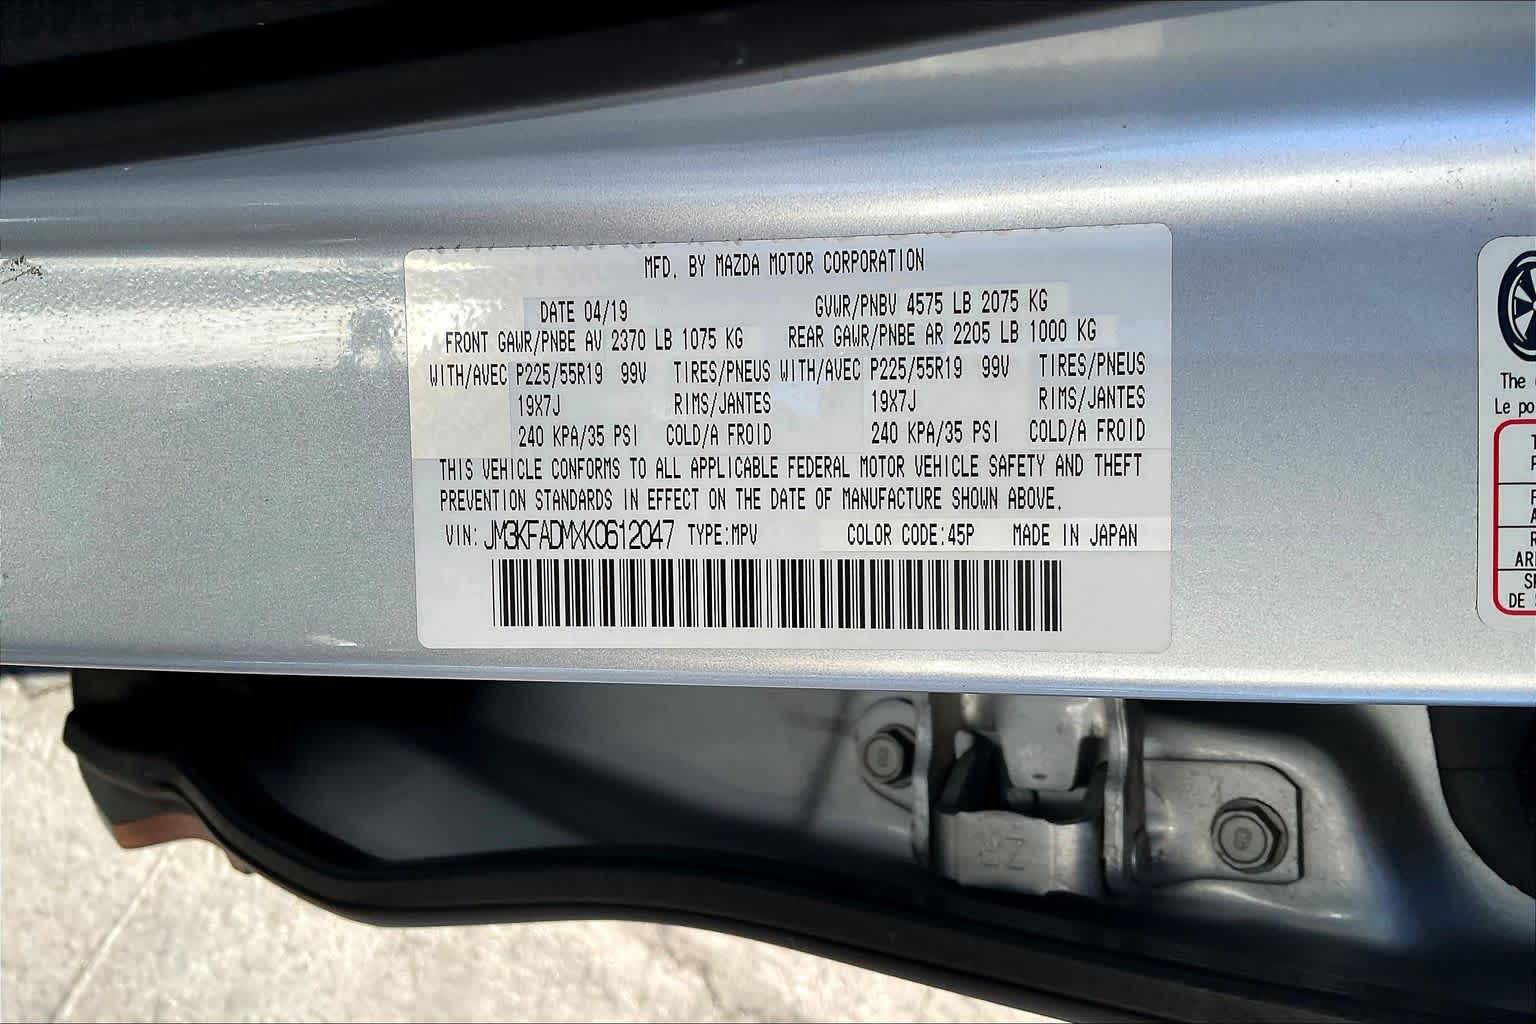 MFD. BY MAZDA MOTOR CORPORATION
DATE 04/19 GVWR/PNBV 4575 LB 2075 KG
FRONT GAWR/PNBE AV 2370 LB 1075 KG REAR GAWR/PNBE AR 2205 LB 1000 KG
WITH/AVEC P225/55R19 99V TIRES/PNEUS WITH/AVEC P225/55R19 99V TIRES/PNEUS
19X7J RIMS/JANTES 19X7J RIMS/JANTES
240 KPA/35 PSI COLD/A FROID 240 KPA/35 PSI COLD/A FROID
THIS VEHICLE CONFORMS TO ALL APPLICABLE FEDERAL MOTOR VEHICLE SAFETY AND THEFT
PREVENTION STANDARDS IN EFFECT ON THE DATE OF MANUFACTURE SHOWN ABOVE.
VIN: JM3KFADMXK0612047 TYPE:MPV COLOR CODE:45P MADE IN JAPAN
The
Le
DE